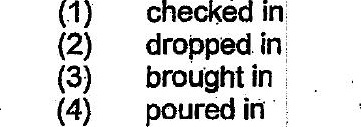 (1) checked in
(2) dropped in
(3) brought in
(4) poured in